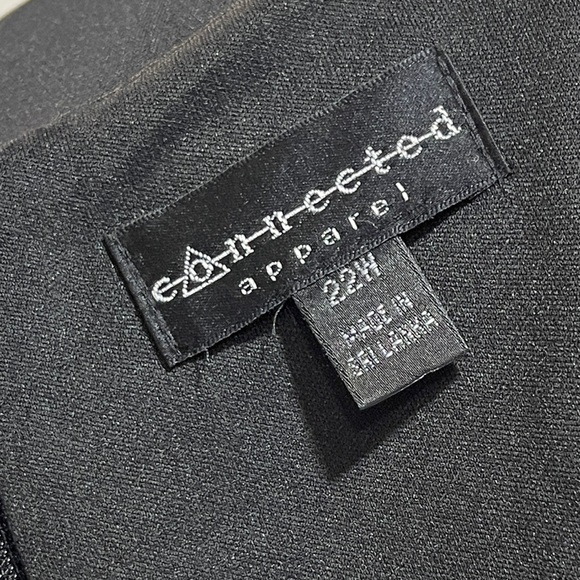 connected
apparel
22W
MADE IN
SRI LANKA